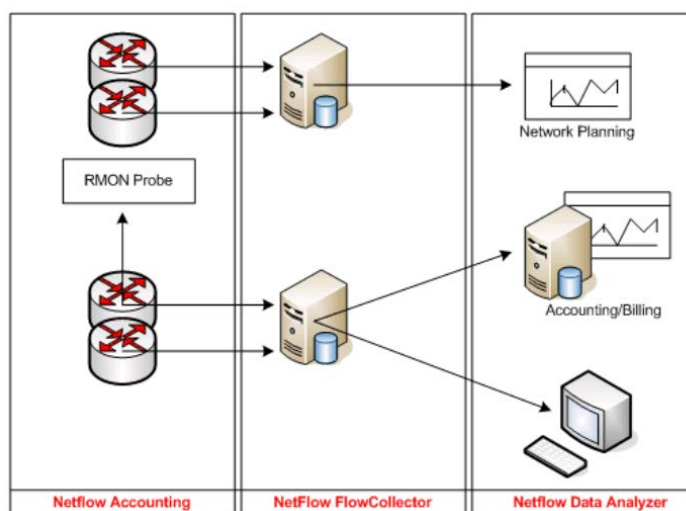 Network Planning
RMON Probe
Accounting/Billing
Netflow Accounting
NetFlow FlowCollector
Netflow Data Analyzer